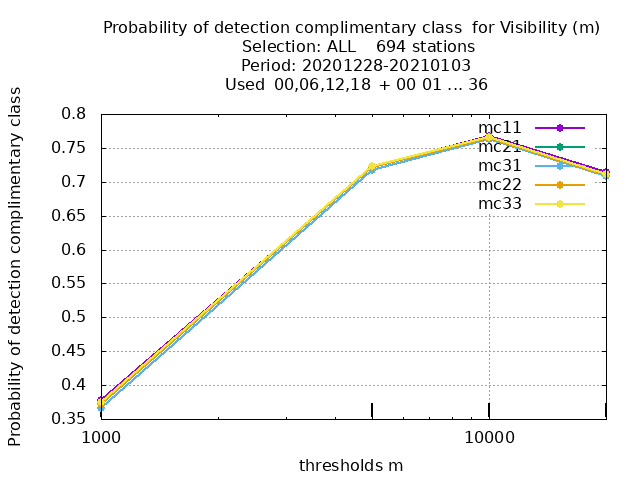 Probability of detection complimentary class  for Visibility (m)
Selection: ALL    694 stations
Period: 20201228-20210103
Used  00,06,12,18  + 00 01 ... 36
Probability of detection complimentary class
0.8
0.75
0.7
0.65
0.6
0.55
0.5
0.45
0.4
0.35
1000
10000
thresholds m
mc11
mc21
mc31
mc22
mc33